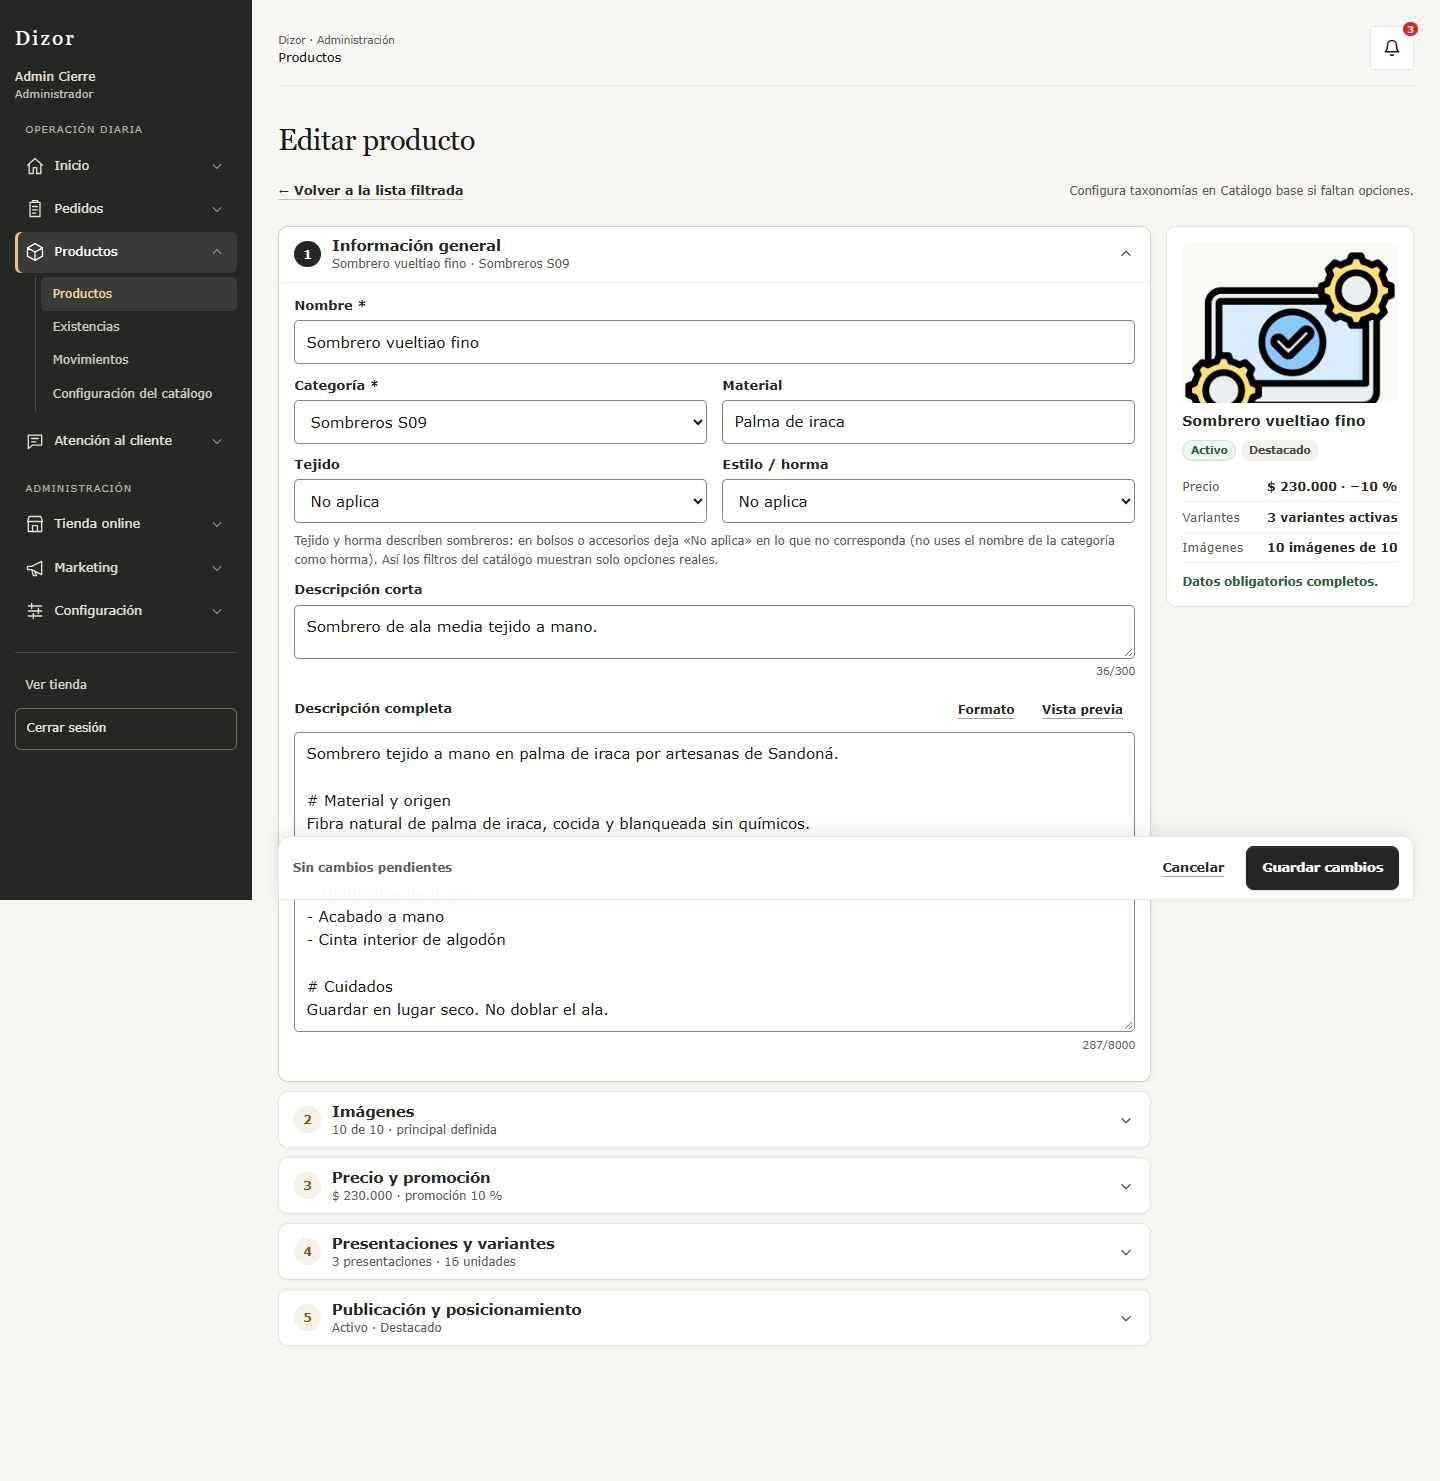 Dizor
Admin Cierre
Administrador
OPERACIÓN DIARIA
Inicio
Pedidos
Productos
Productos
Existencias
Movimientos
Configuración del catálogo
Atención al cliente
ADMINISTRACIÓN
Tienda online
Marketing
Configuración
Ver tienda
Cerrar sesión
Dizor · Administración
Productos
3
Editar producto
← Volver a la lista filtrada
Configura taxonomías en Catálogo base si faltan opciones.
1
Información general
Sombrero vueltiao fino · Sombreros S09
Nombre *
Sombrero vueltiao fino
Categoría *
Sombreros S09
Material
Palma de iraca
Tejido
No aplica
Estilo / horma
No aplica
Tejido y horma describen sombreros: en bolsos o accesorios deja «No aplica» en lo que no corresponda (no uses el nombre de la categoría
como horma). Así los filtros del catálogo muestran solo opciones reales.
Descripción corta
Sombrero de ala media tejido a mano.
36/300
Descripción completa
Formato
Vista previa
Sombrero tejido a mano en palma de iraca por artesanas de Sandoná.
# Material y origen
Fibra natural de palma de iraca, cocida y blanqueada sin químicos.
Sin cambios pendientes
Cancelar
Guardar cambios
- Ala flexible de 8 cm
- Acabado a mano
- Cinta interior de algodón
# Cuidados
Guardar en lugar seco. No doblar el ala.
287/8000
2
Imágenes
10 de 10 · principal definida
3
Precio y promoción
$ 230.000 · promoción 10 %
4
Presentaciones y variantes
3 presentaciones · 16 unidades
5
Publicación y posicionamiento
Activo · Destacado
Sombrero vueltiao fino
Activo
Destacado
Precio
$ 230.000 · −10 %
Variantes
3 variantes activas
Imágenes
10 imágenes de 10
Datos obligatorios completos.